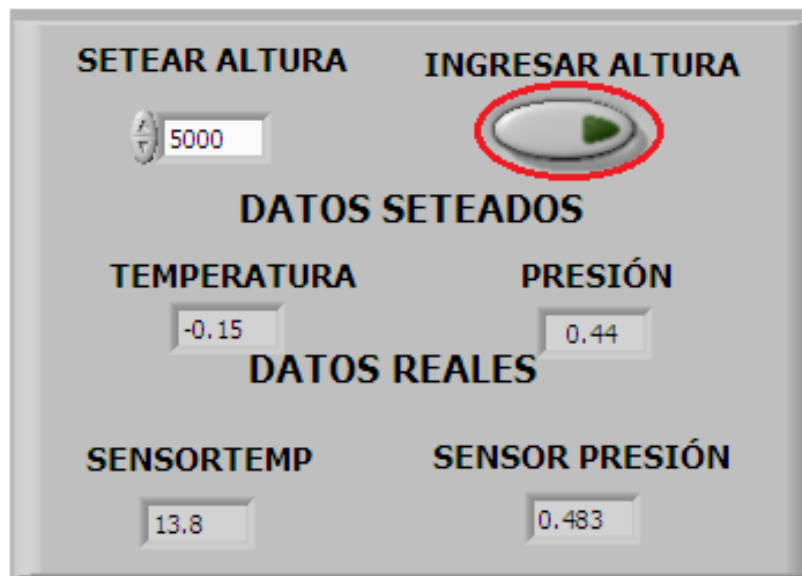 SETEAR ALTURA
INGRESAR ALTURA
5000
DATOS SETEADOS
TEMPERATURA
PRESIÓN
-0.15
0.44
DATOS REALES
SENSORTEMP
SENSOR PRESIÓN
13.8
0.483